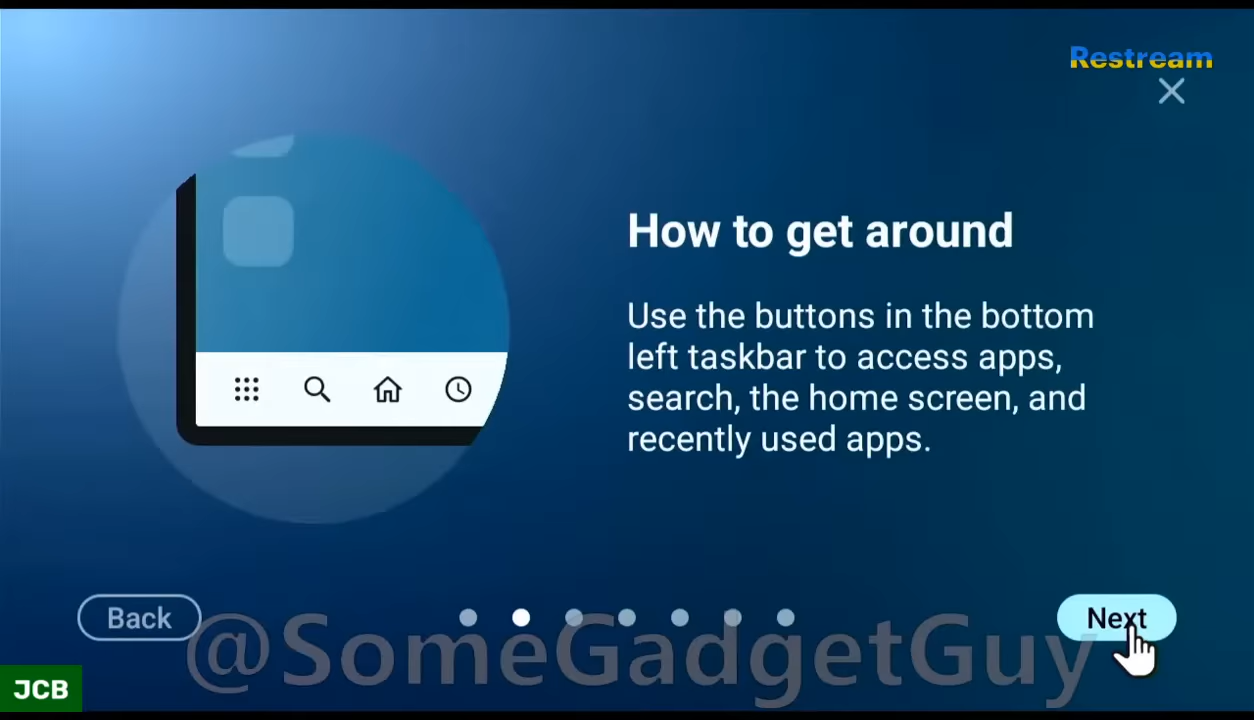 Restream
How to get around
Use the buttons in the bottom
left taskbar to access apps,
search, the home screen, and
recently used apps.
Back
Next
@SomeGadgetGuy
JCB